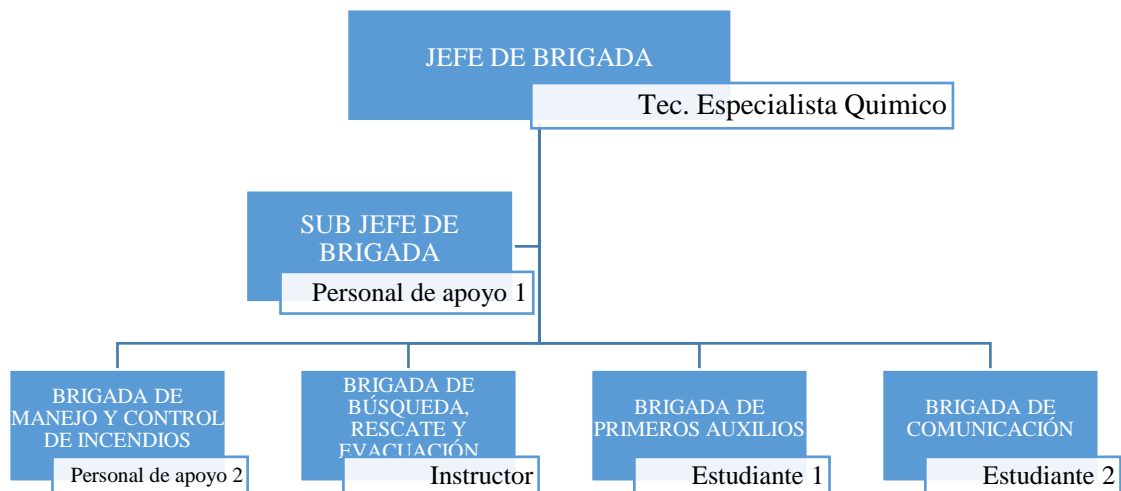 JEFE DE BRIGADA
Tec. Especialista Quimico
SUB JEFE DE
BRIGADA
Personal de apoyo 1
BRIGADA DE
MANEJO Y CONTROL
DE INCENDIOS
Personal de apoyo 2
BRIGADA DE
BÚSQUEDA,
RESCATE Y
EVACUACIÓN
Instructor
BRIGADA DE
PRIMEROS AUXILIOS
Estudiante 1
BRIGADA DE
COMUNICACIÓN
Estudiante 2